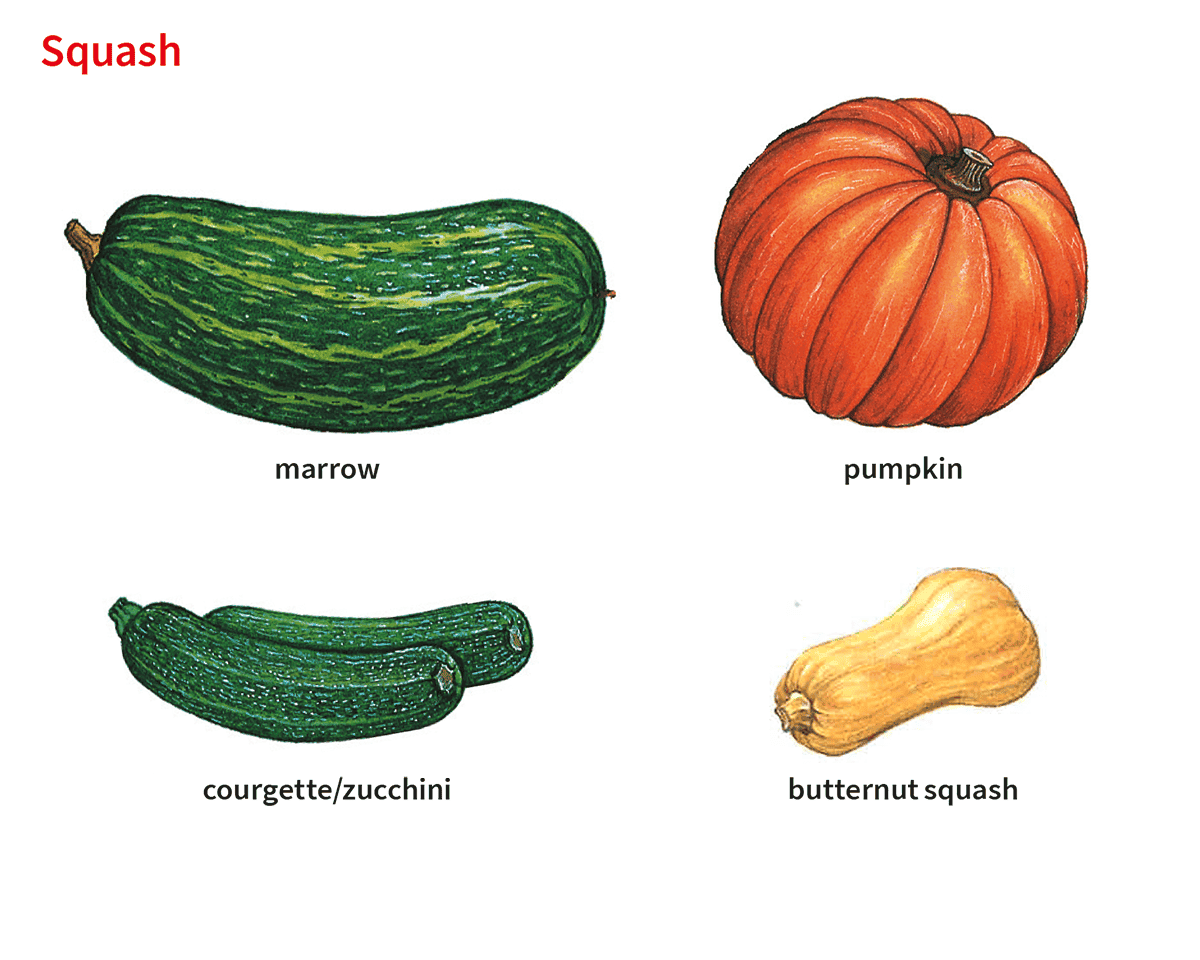 Squash
marrow
pumpkin
courgette/zucchini
butternut squash